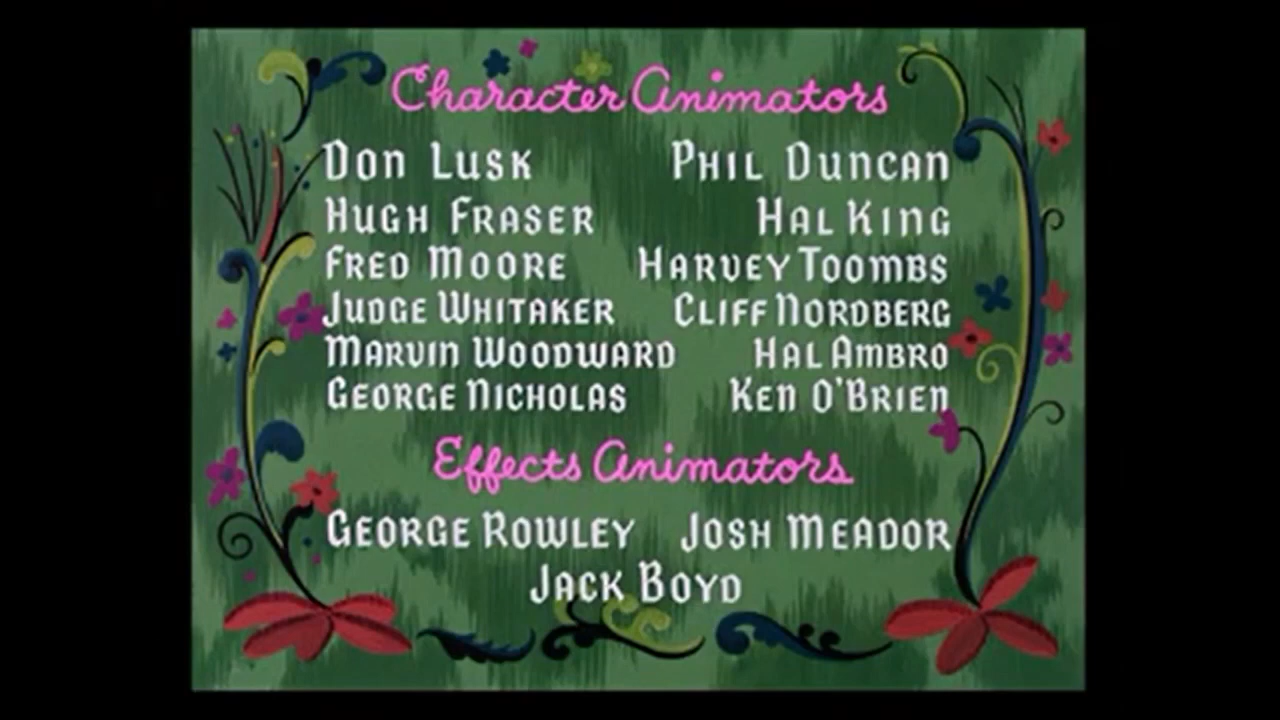 Character Animators
Don Lusk Phil Duncan
Hugh Fraser Hal King
Fred Moore Harvey Toombs
Judge Whitaker Cliff Nordberg
Marvin Woodward Hal Ambro
George Nicholas Ken O'Brien
Effects Animators
George Rowley Josh Meador
Jack Boyd